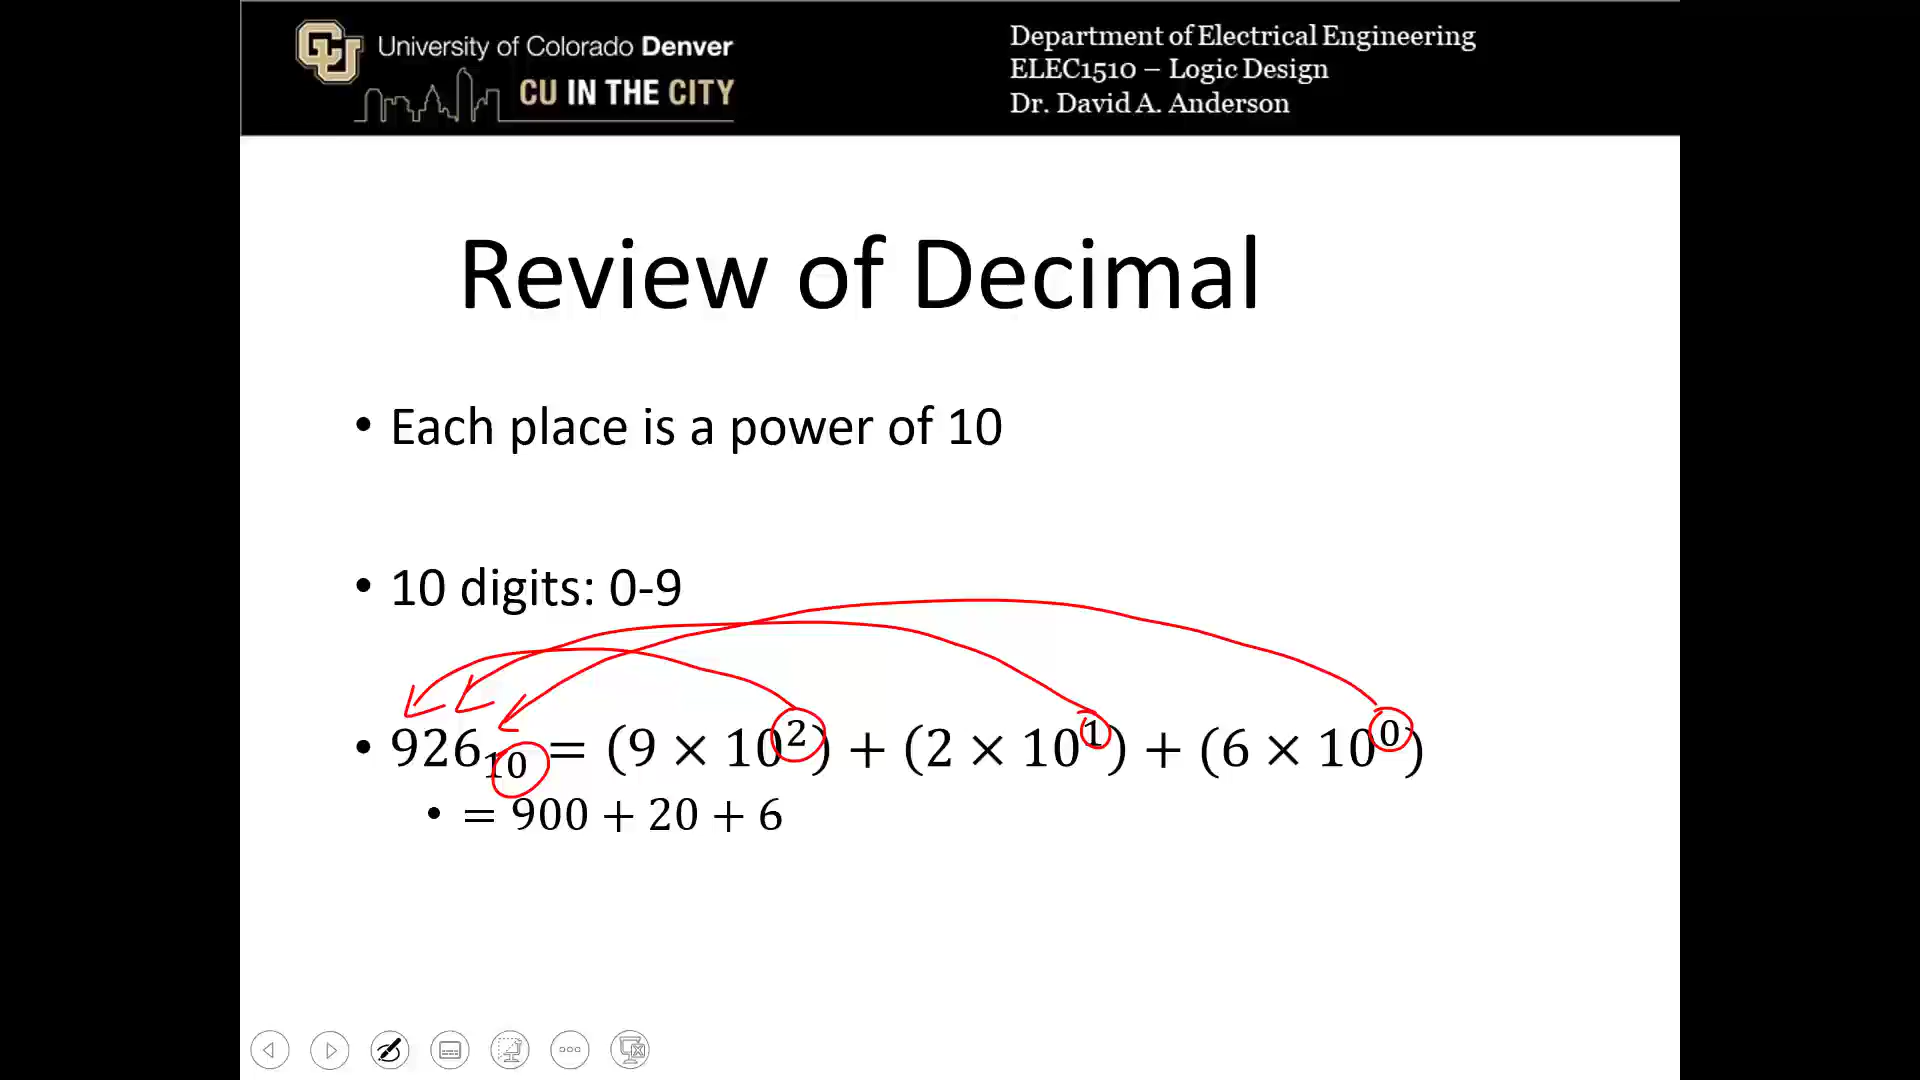 University of Colorado Denver
CU IN THE CITY
Department of Electrical Engineering
ELEC1510 – Logic Design
Dr. David A. Anderson
Review of Decimal
• Each place is a power of 10
• 10 digits: 0-9
• 926₁₀ = (9 × 10²) + (2 × 10¹) + (6 × 10⁰)
• = 900 + 20 + 6